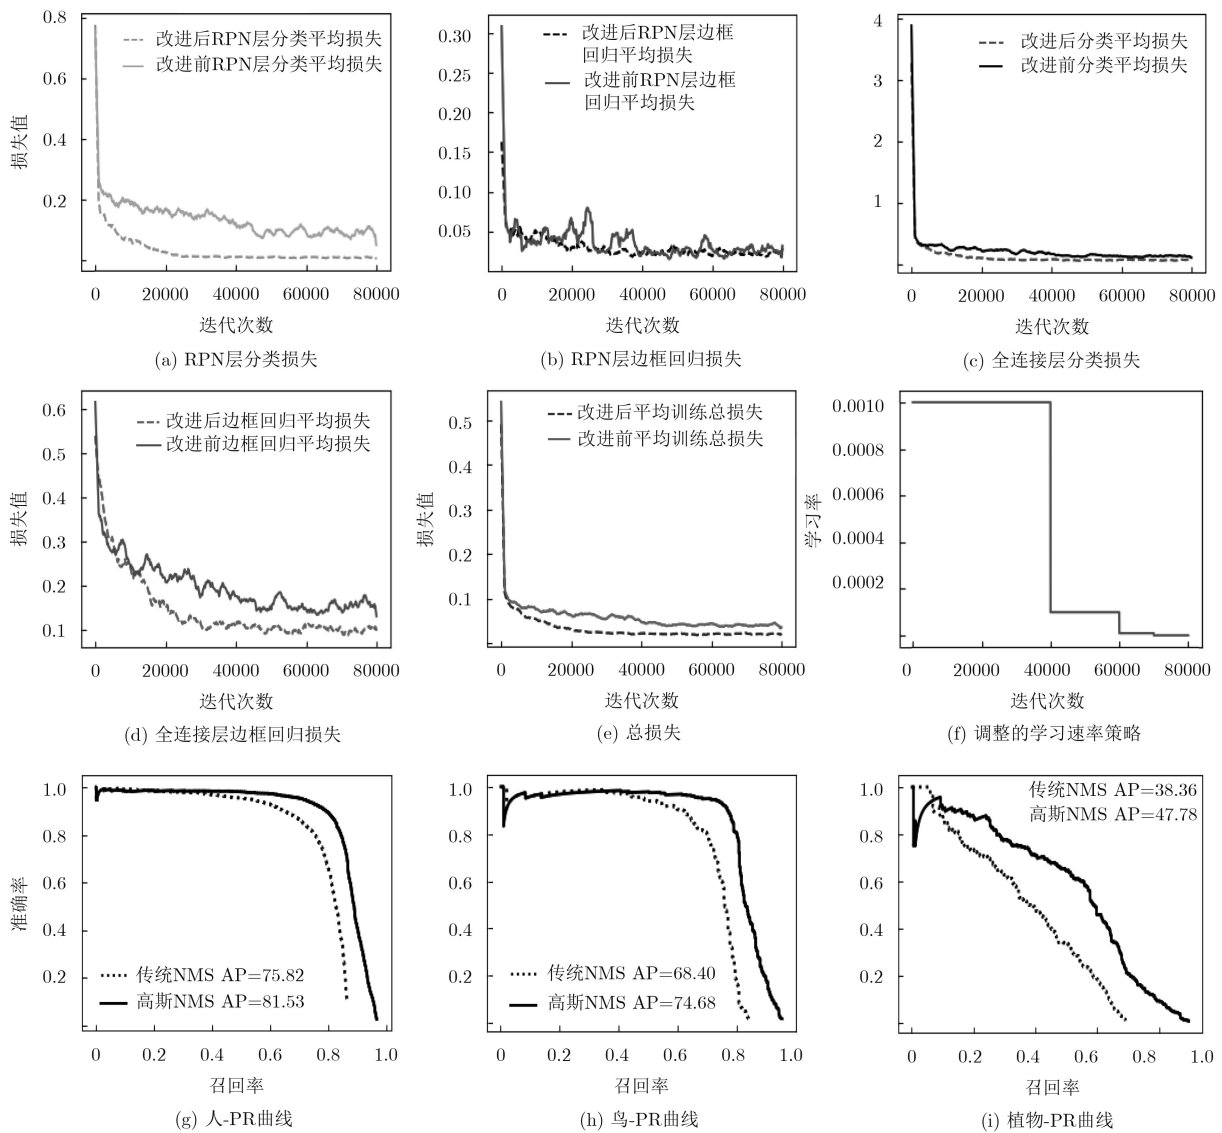 0.8
0.6
0.4
0.2
损失值
改进后RPN层分类平均损失
改进前RPN层分类平均损失
0 20000 40000 60000 80000
迭代次数
(a) RPN层分类损失
0.30
0.25
0.20
0.15
0.10
0.05
改进后RPN层边框
回归平均损失
改进前RPN层边框
回归平均损失
0 20000 40000 60000 80000
迭代次数
(b) RPN层边框回归损失
4
3
2
1
改进后分类平均损失
改进前分类平均损失
0 20000 40000 60000 80000
迭代次数
(c) 全连接层分类损失
0.6
0.5
0.4
0.3
0.2
0.1
损失值
改进后边框回归平均损失
改进前边框回归平均损失
0 20000 40000 60000 80000
迭代次数
(d) 全连接层边框回归损失
0.5
0.4
0.3
0.2
0.1
损失值
改进后平均训练总损失
改进前平均训练总损失
0 20000 40000 60000 80000
迭代次数
(e) 总损失
0.0010
0.0008
0.0006
0.0004
0.0002
学习率
0 20000 40000 60000 80000
迭代次数
(f) 调整的学习速率策略
1.0
0.8
0.6
0.4
0.2
准确率
传统NMS AP=75.82
高斯NMS AP=81.53
0 0.2 0.4 0.6 0.8 1.0
召回率
(g) 人-PR曲线
1.0
0.8
0.6
0.4
0.2
传统NMS AP=68.40
高斯NMS AP=74.68
0 0.2 0.4 0.6 0.8 1.0
召回率
(h) 鸟-PR曲线
1.0
0.8
0.6
0.4
0.2
传统NMS AP=38.36
高斯NMS AP=47.78
0 0.2 0.4 0.6 0.8 1.0
召回率
(i) 植物-PR曲线